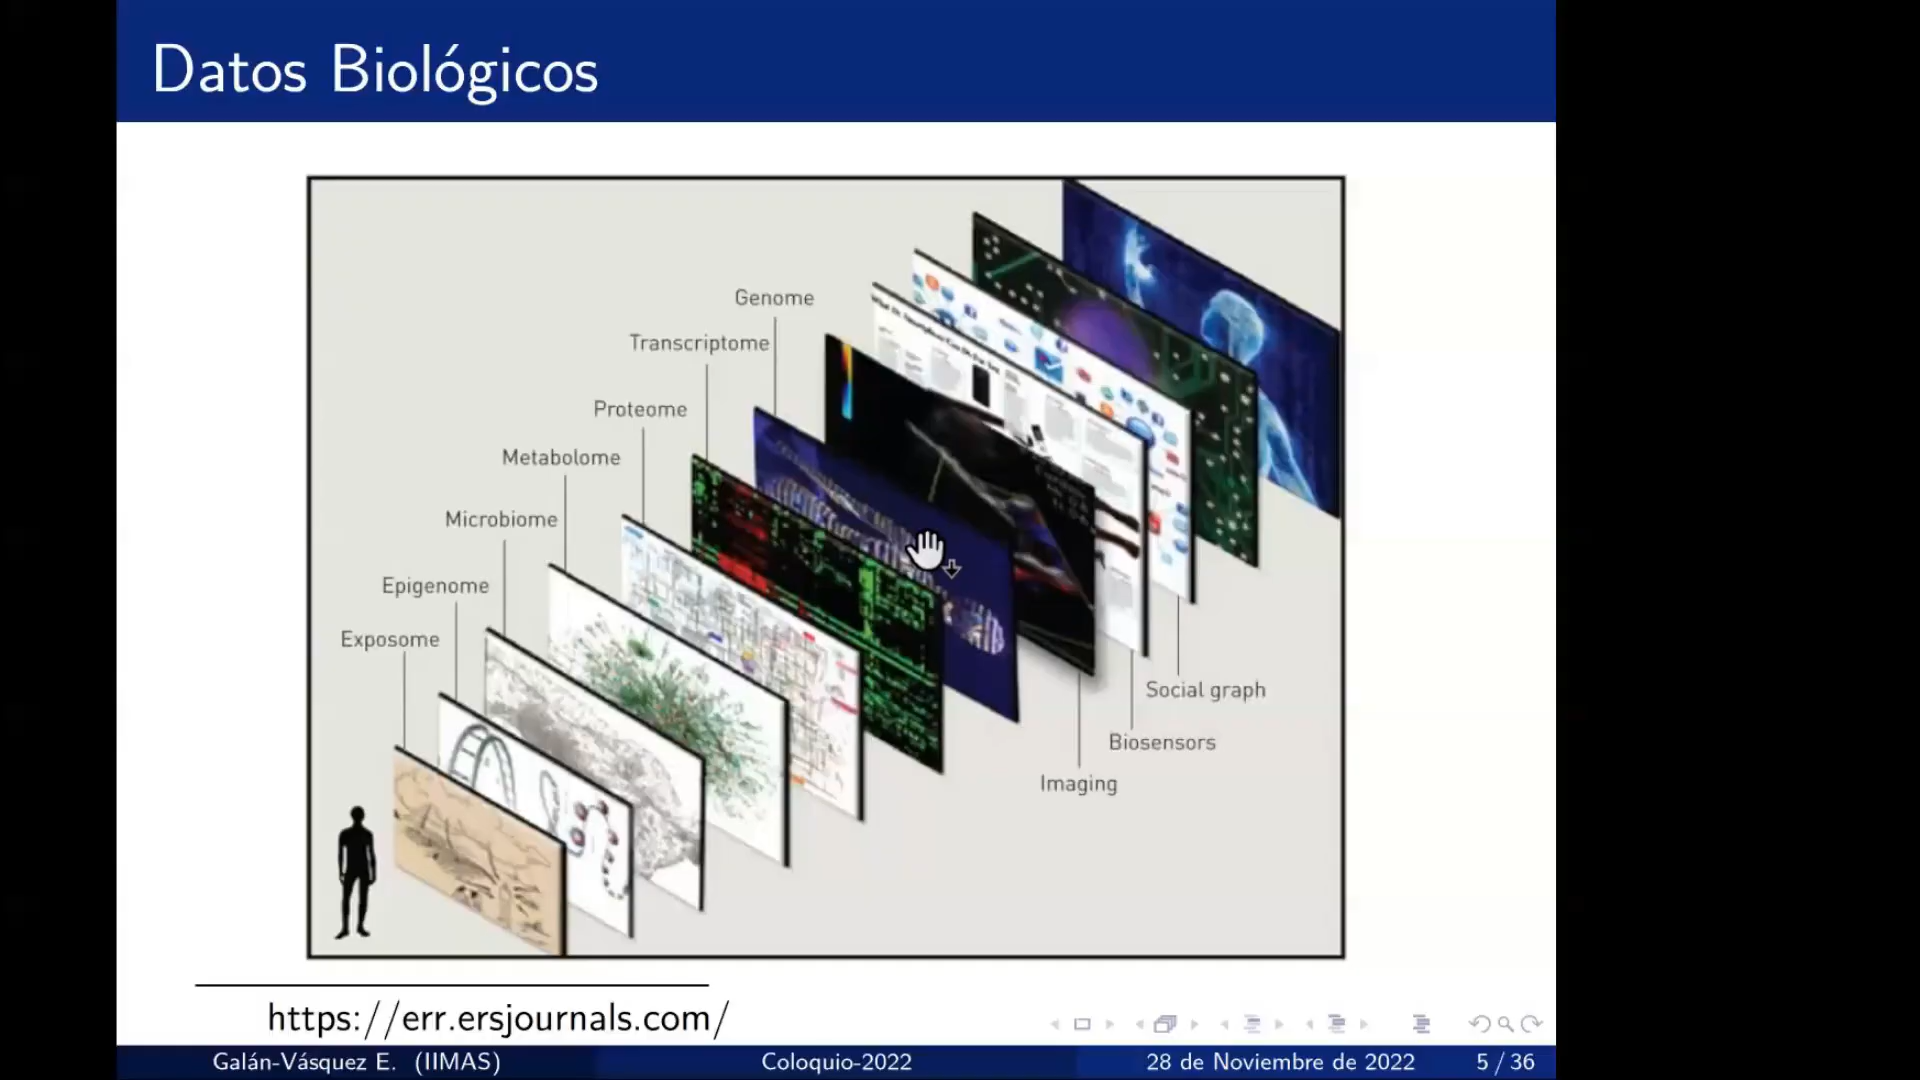 Datos Biológicos
Genome
Transcriptome
Proteome
Metabolome
Microbiome
Epigenome
Exposome
Social graph
Biosensors
Imaging
https://err.ersjournals.com/
Galán-Vásquez E. (IIMAS) Coloquio-2022 28 de Noviembre de 2022 5 / 36